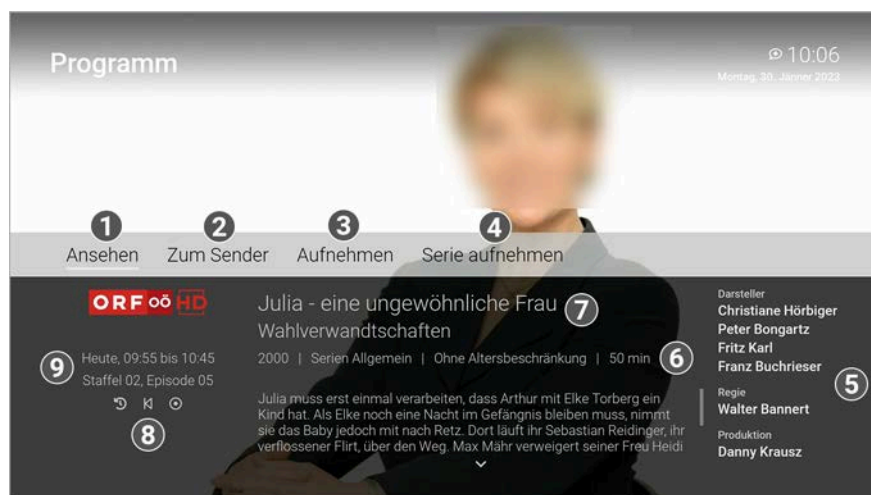 Programm
10:06
Montag, 30. Jänner 2023
1
2
3
4
Ansehen
Zum Sender
Aufnehmen
Serie aufnehmen
ORF oö HD
9
Heute, 09:55 bis 10:45
Staffel 02, Episode 05
8
Julia - eine ungewöhnliche Frau
7
Wahlverwandtschaften
2000 | Serien Allgemein | Ohne Altersbeschränkung | 50 min
6
Julia muss erst einmal verarbeiten, dass Arthur mit Elke Torberg ein
Kind hat. Als Elke noch eine Nacht im Gefängnis bleiben muss, nimmt
sie das Baby jedoch mit nach Retz. Dort läuft ihr Sebastian Reidinger, ihr
verflossener Flirt, über den Weg. Max Mähr verweigert seiner Freu Heidi
Darsteller
Christiane Hörbiger
Peter Bongartz
Fritz Karl
Franz Buchrieser
5
Regie
Walter Bannert
Produktion
Danny Krausz